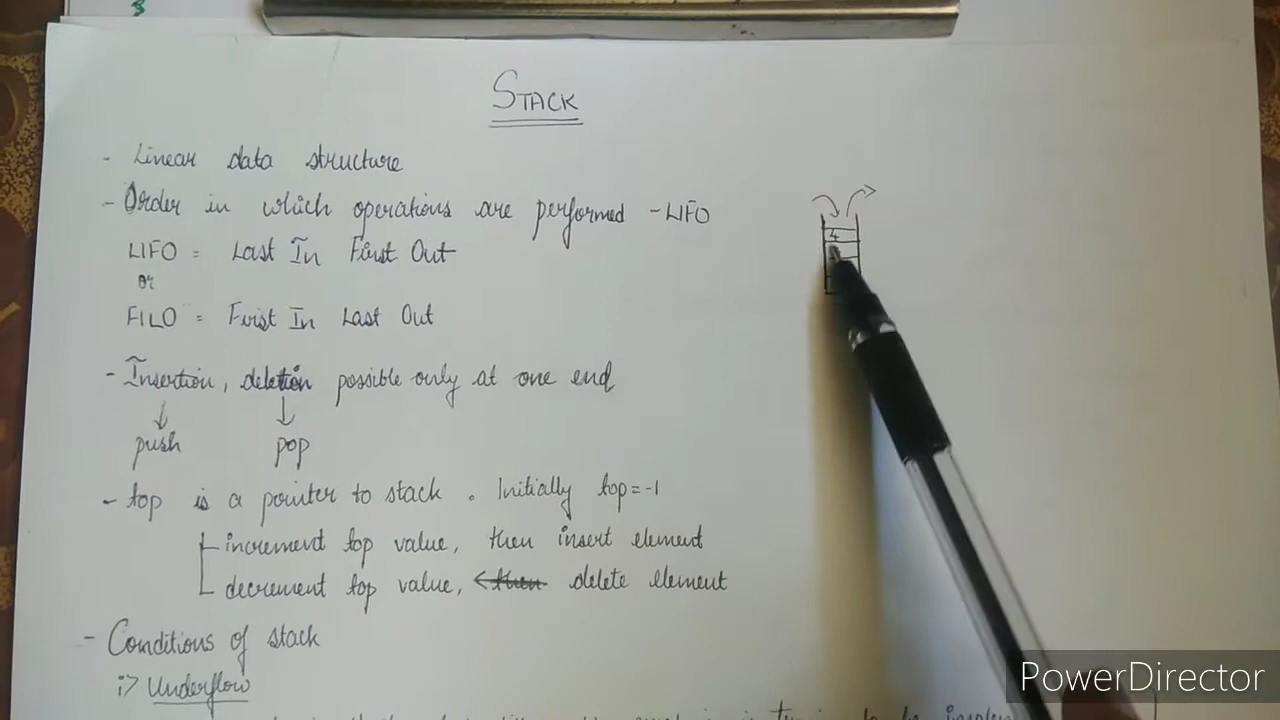 STACK
- Linear data structure
- Order in which operations are performed - LIFO
LIFO = Last In First Out
or
FILO = First In Last Out
- Insertion, deletion possible only at one end
push pop
- top is a pointer to stack . Initially top=-1
increment top value, then insert element
decrement top value, then delete element
- Conditions of stack
i> Underflow
4
PowerDirector